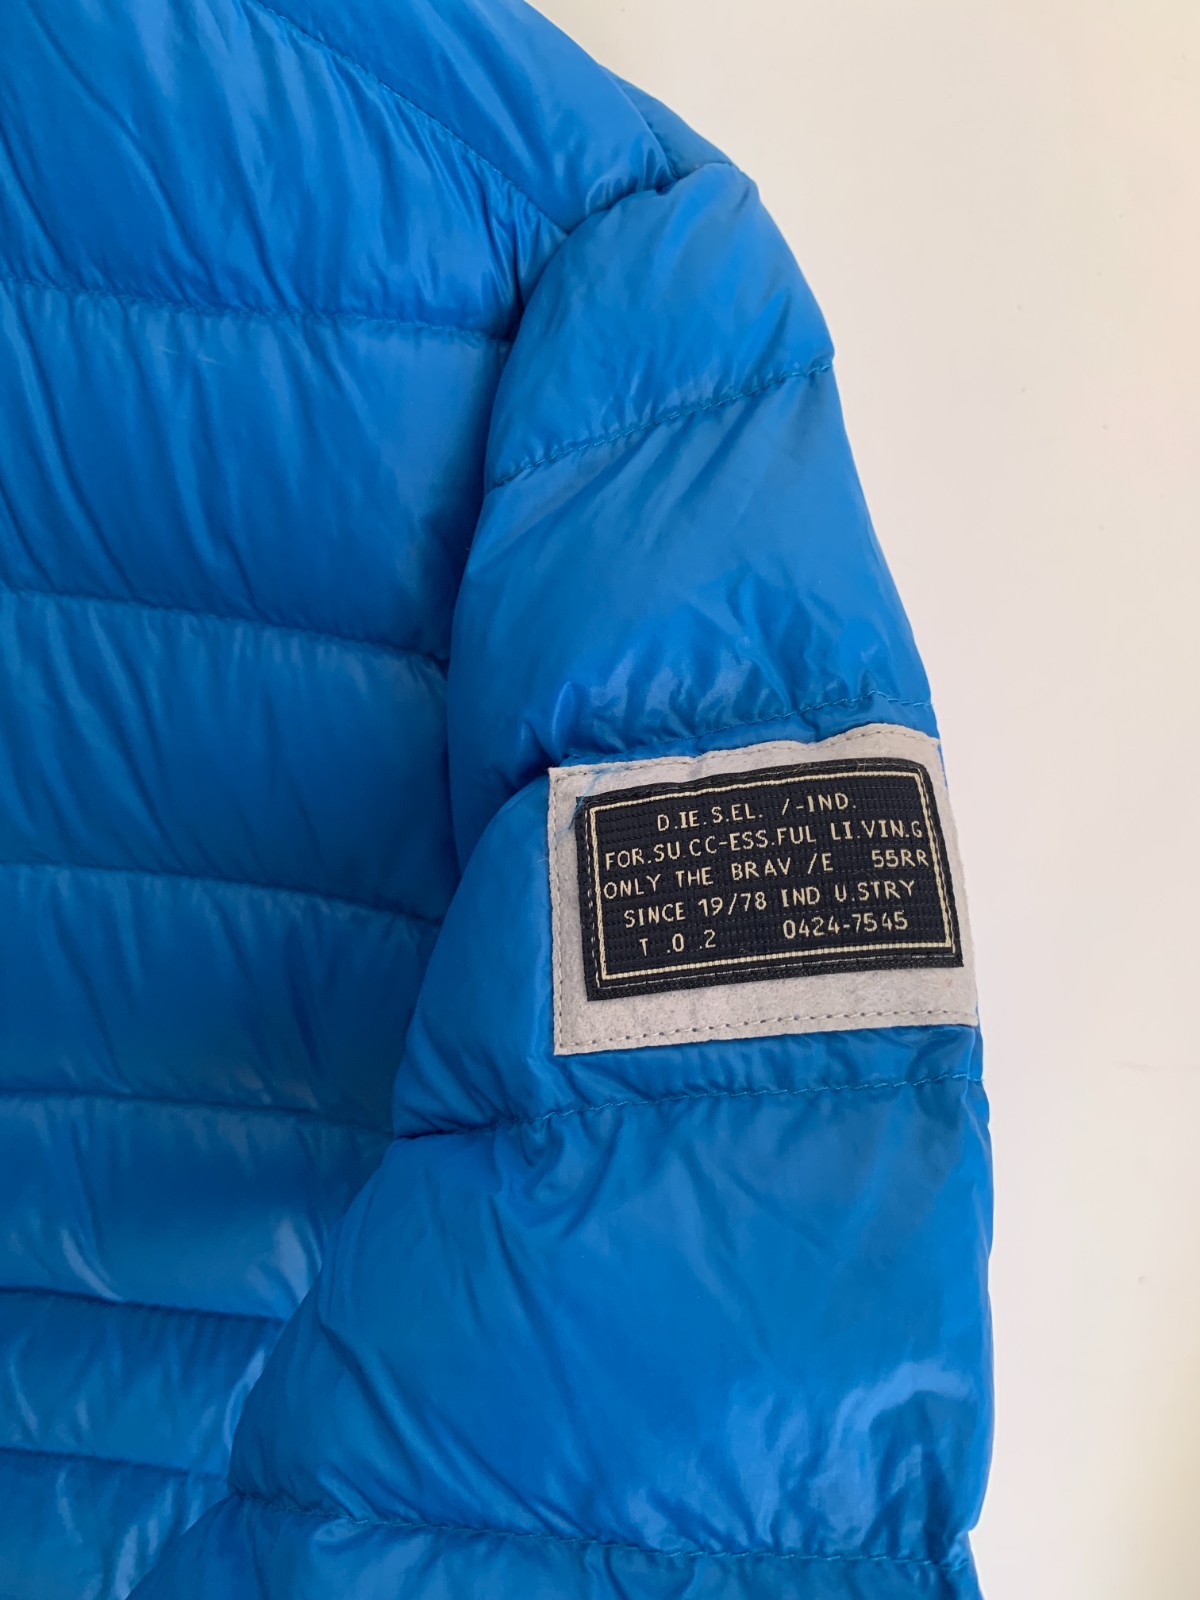 D.IE.S.EL. /-IND.
FOR.SU.CC-ESS.FUL LI.VIN.G
ONLY THE BRAV /E 55RR
SINCE 19/78 IND U.STRY
T .0 .2 0424-7545